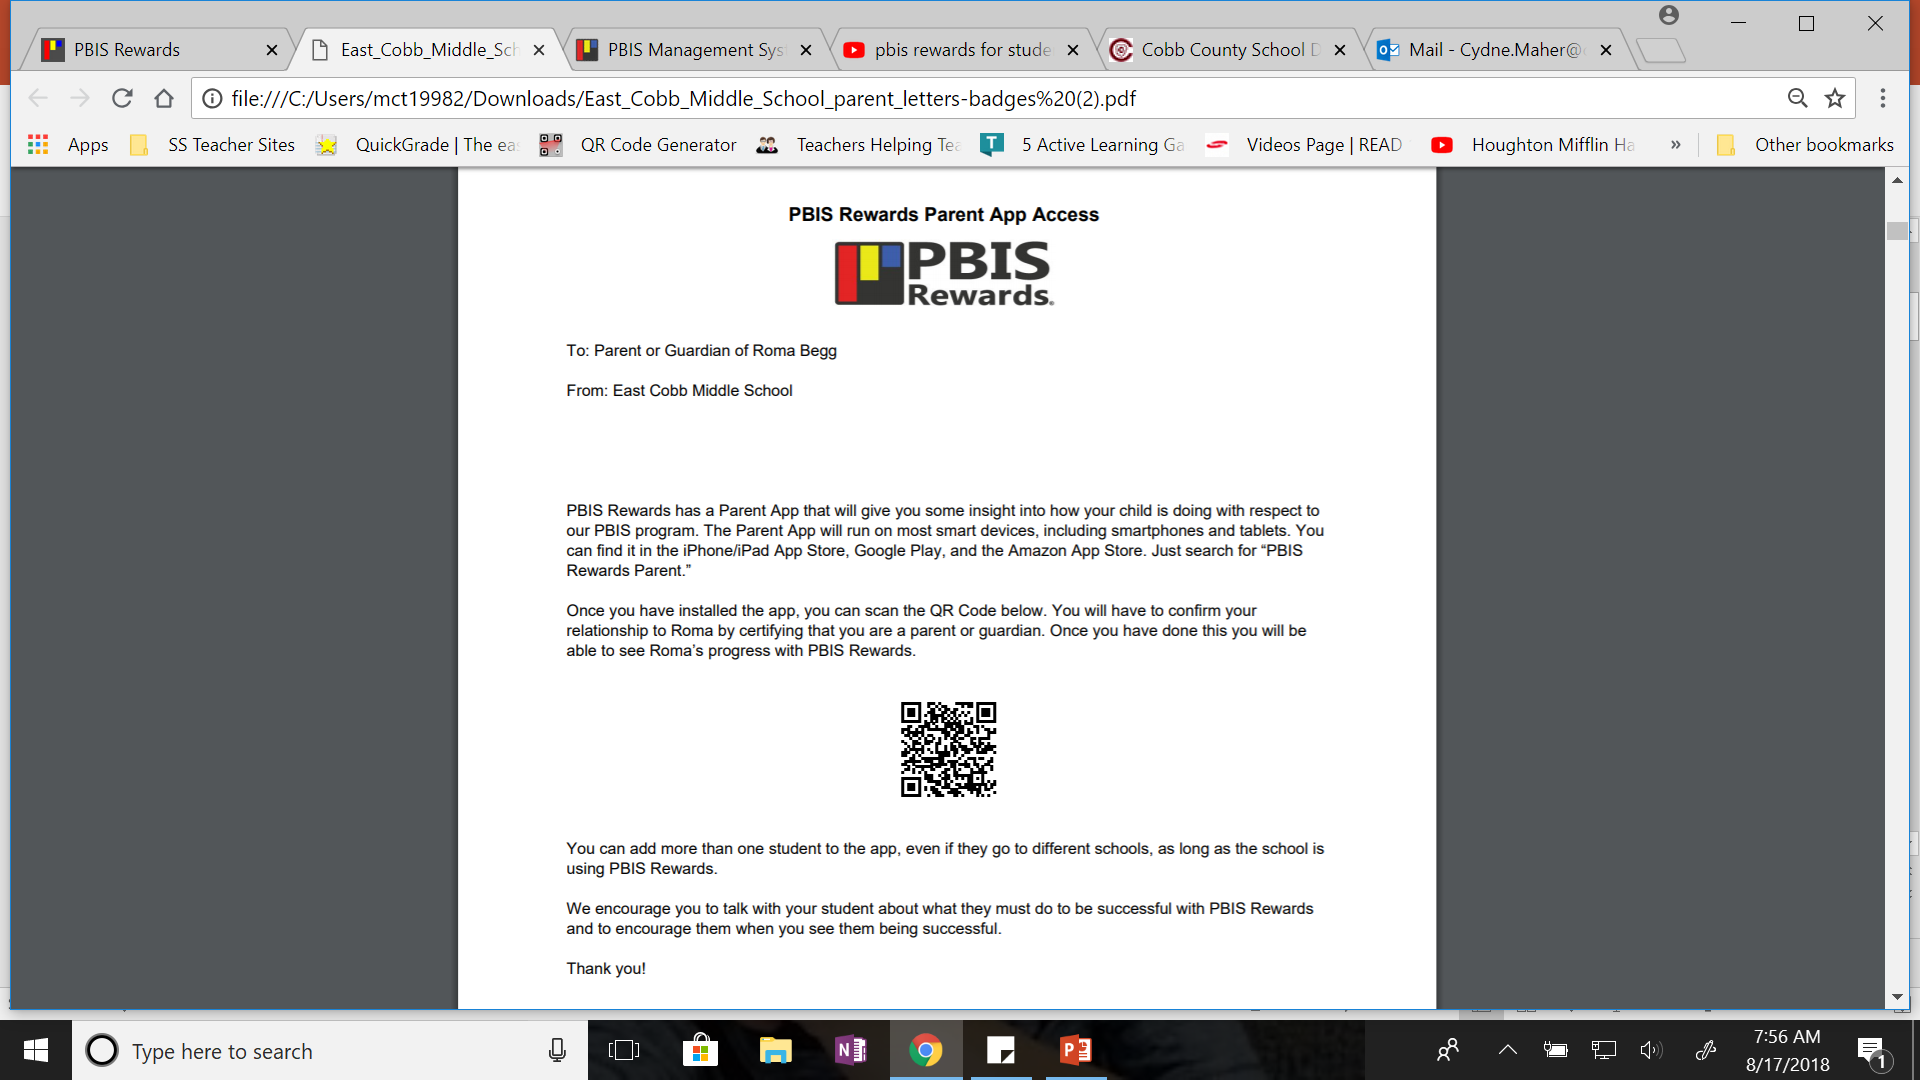 PBIS Rewards
East_Cobb_Middle_Sch
PBIS Management Sys
pbis rewards for stude
Cobb County School D
Mail - Cydne.Maher@
file:///C:/Users/mct19982/Downloads/East_Cobb_Middle_School_parent_letters-badges%20(2).pdf
Apps
SS Teacher Sites
QuickGrade | The eas
QR Code Generator
Teachers Helping Tea
5 Active Learning Ga
Videos Page | READ
Houghton Mifflin Ha
»
Other bookmarks
PBIS Rewards Parent App Access
PBIS
Rewards®
To: Parent or Guardian of Roma Begg
From: East Cobb Middle School
PBIS Rewards has a Parent App that will give you some insight into how your child is doing with respect to
our PBIS program. The Parent App will run on most smart devices, including smartphones and tablets. You
can find it in the iPhone/iPad App Store, Google Play, and the Amazon App Store. Just search for “PBIS
Rewards Parent.”
Once you have installed the app, you can scan the QR Code below. You will have to confirm your
relationship to Roma by certifying that you are a parent or guardian. Once you have done this you will be
able to see Roma’s progress with PBIS Rewards.
You can add more than one student to the app, even if they go to different schools, as long as the school is
using PBIS Rewards.
We encourage you to talk with your student about what they must do to be successful with PBIS Rewards
and to encourage them when you see them being successful.
Thank you!
Type here to search
7:56 AM
8/17/2018
1